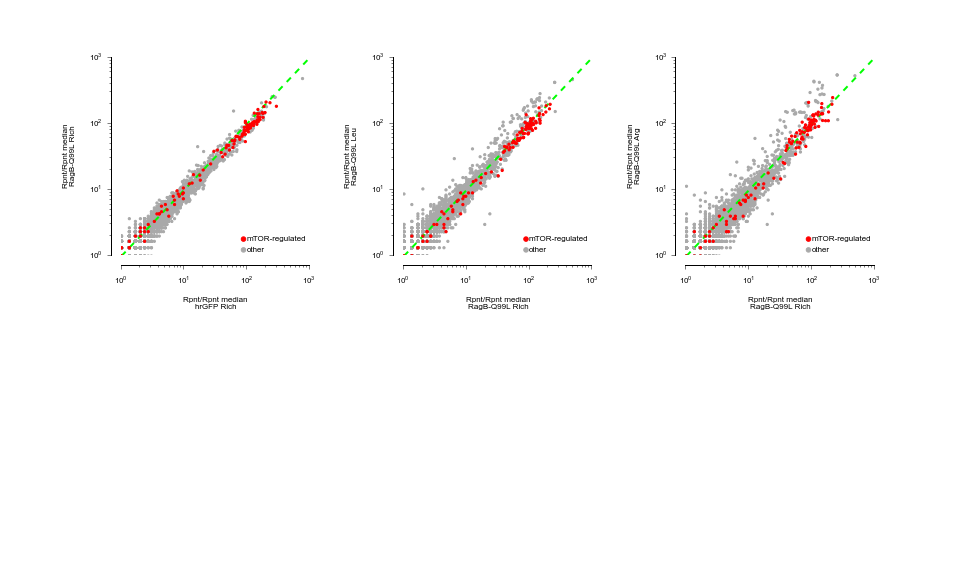 10³
10²
10¹
10⁰
Rpnt/Rpnt median
RagB-Q99L Rich
mTOR-regulated
other
10⁰ 10¹ 10² 10³
Rpnt/Rpnt median
hrGFP Rich
10³
10²
10¹
10⁰
Rpnt/Rpnt median
RagB-Q99L Leu
mTOR-regulated
other
10⁰ 10¹ 10² 10³
Rpnt/Rpnt median
RagB-Q99L Rich
10³
10²
10¹
10⁰
Rpnt/Rpnt median
RagB-Q99L Arg
mTOR-regulated
other
10⁰ 10¹ 10² 10³
Rpnt/Rpnt median
RagB-Q99L Rich